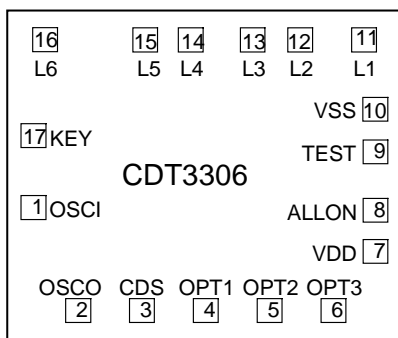 16 15 14 13 12 11
L6 L5 L4 L3 L2 L1
VSS 10
17 KEY
TEST 9
CDT3306
1 OSCI
ALLON 8
VDD 7
OSCO CDS OPT1 OPT2 OPT3
2 3 4 5 6